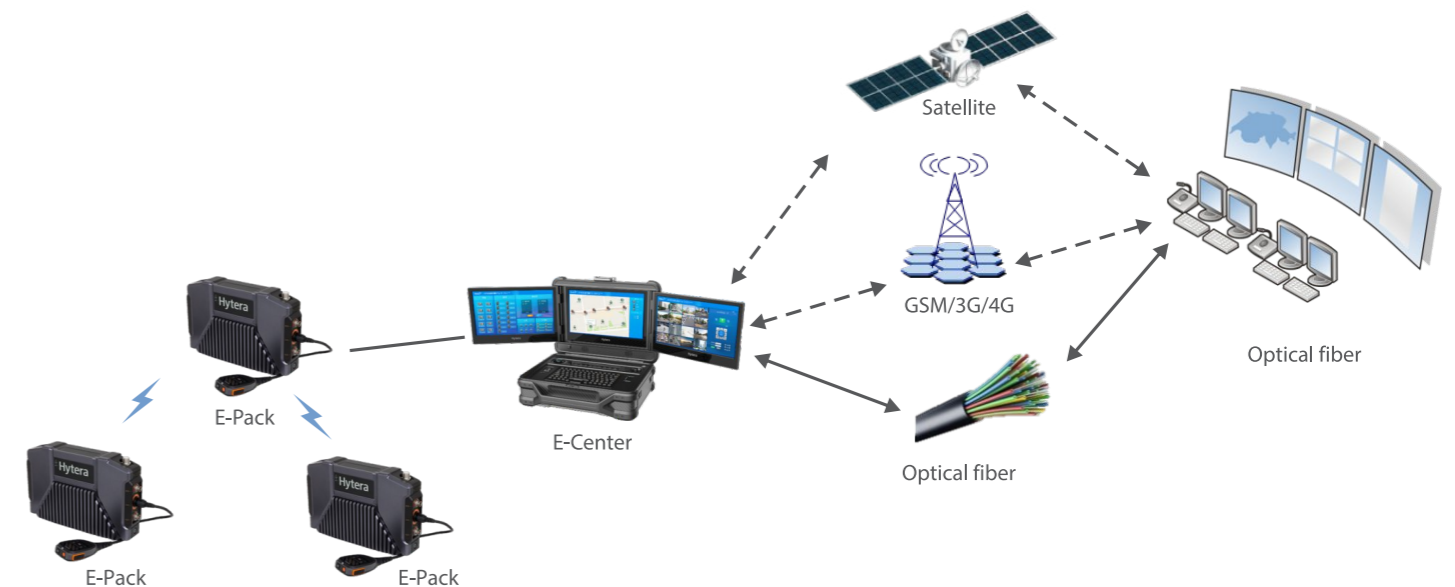 Satellite
GSM/3G/4G
Optical fiber
Hytera
E-Pack
E-Center
Optical fiber
Hytera
E-Pack
Hytera
E-Pack